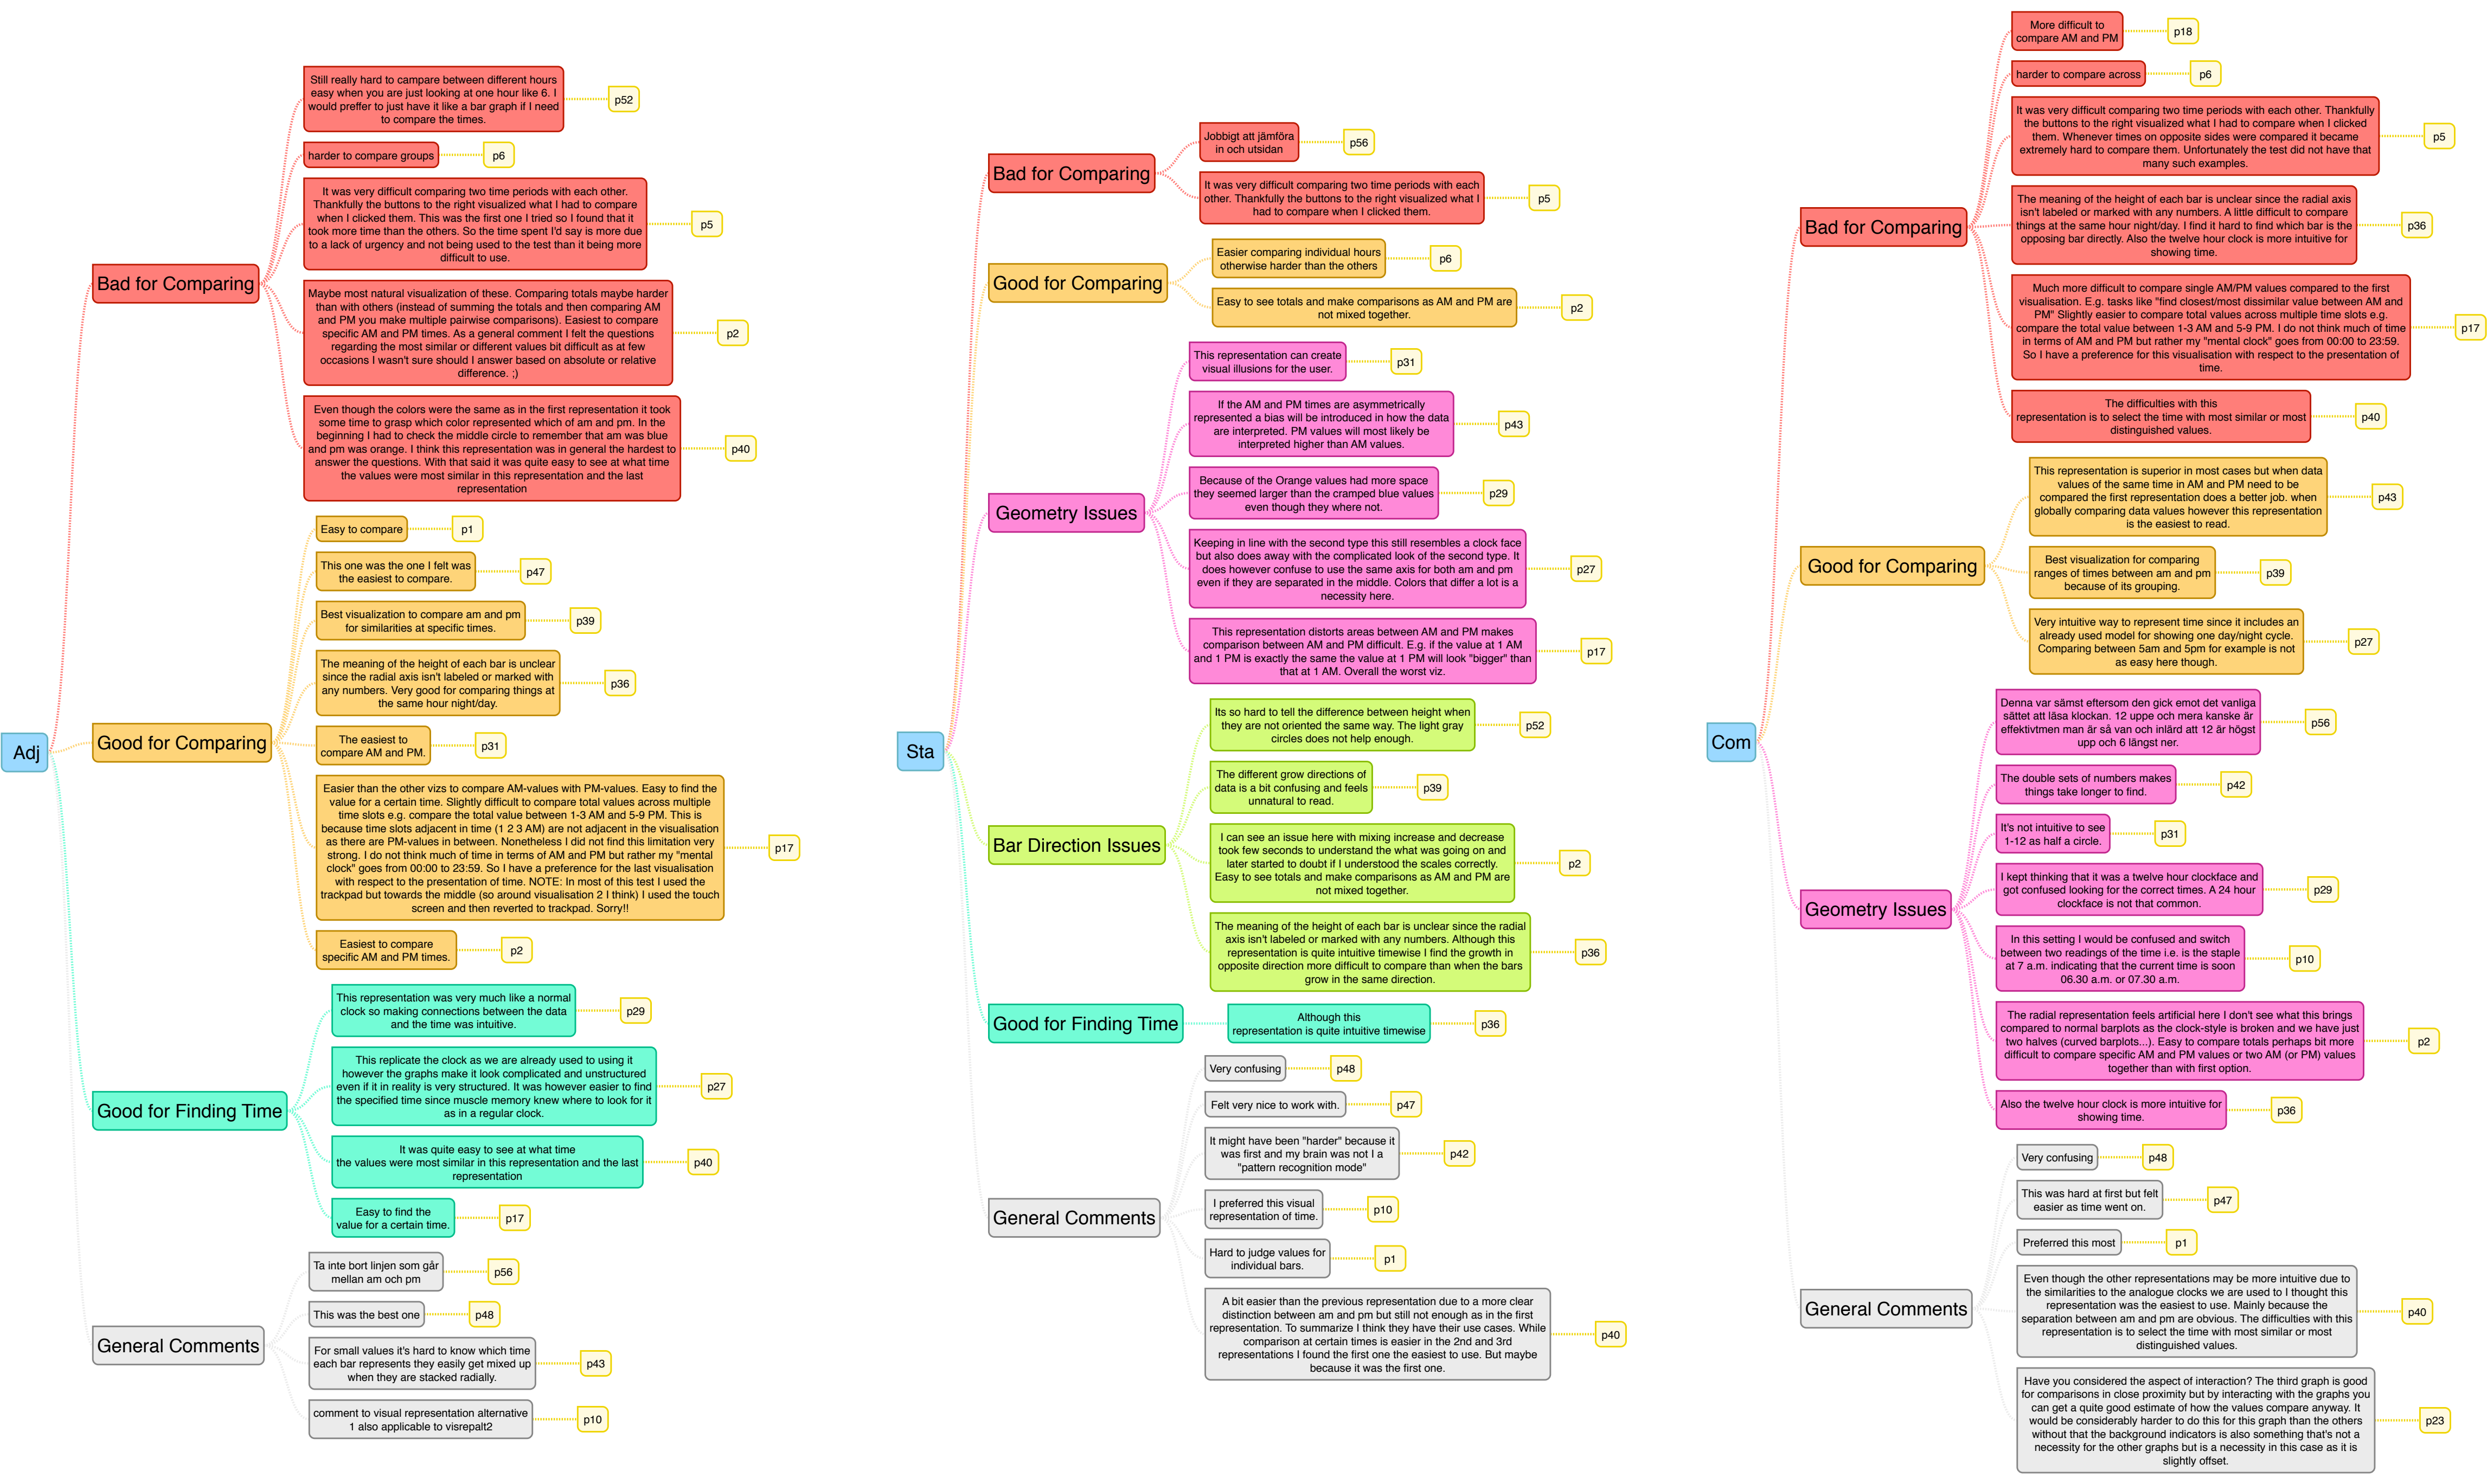 Adj
Bad for Comparing
Still really hard to campare between different hours
easy when you are just looking at one hour like 6. I
would preffer to just have it like a bar graph if I need
to compare the times.
p52
harder to compare groups
p6
It was very difficult comparing two time periods with each other.
Thankfully the buttons to the right visualized what I had to compare
when I clicked them. This was the first one I tried so I found that it
took more time than the others. So the time spent I'd say is more due
to a lack of urgency and not being used to the test than it being more
difficult to use.
p5
Maybe most natural visualization of these. Comparing totals maybe harder
than with others (instead of summing the totals and then comparing AM
and PM you make multiple pairwise comparisons). Easiest to compare
specific AM and PM times. As a general comment I felt the questions
regarding the most similar or different values bit difficult as at few
occasions I wasn't sure should I answer based on absolute or relative
difference. ;)
p2
Even though the colors were the same as in the first representation it took
some time to grasp which color represented which of am and pm. In the
beginning I had to check the middle circle to remember that am was blue
and pm was orange. I think this representation was in general the hardest to
answer the questions. With that said it was quite easy to see at what time
the values were most similar in this representation and the last
representation
p40
Good for Comparing
Easy to compare
p1
This one was the one I felt was
the easiest to compare.
p47
Best visualization to compare am and pm
for similarities at specific times.
p39
The meaning of the height of each bar is unclear
since the radial axis isn't labeled or marked with
any numbers. Very good for comparing things at
the same hour night/day.
p36
The easiest to
compare AM and PM.
p31
Easier than the other vizs to compare AM-values with PM-values. Easy to find the
value for a certain time. Slightly difficult to compare total values across multiple
time slots e.g. compare the total value between 1-3 AM and 5-9 PM. This is
because time slots adjacent in time (1 2 3 AM) are not adjacent in the visualisation
as there are PM-values in between. Nonetheless I did not find this limitation very
strong. I do not think much of time in terms of AM and PM but rather my "mental
clock" goes from 00:00 to 23:59. So I have a preference for the last visualisation
with respect to the presentation of time. NOTE: In most of this test I used the
trackpad but towards the middle (so around visualisation 2 I think) I used the touch
screen and then reverted to trackpad. Sorry!!
p17
Easiest to compare
specific AM and PM times.
p2
Good for Finding Time
This representation was very much like a normal
clock so making connections between the data
and the time was intuitive.
p29
This replicate the clock as we are already used to using it
however the graphs make it look complicated and unstructured
even if it in reality is very structured. It was however easier to find
the specified time since muscle memory knew where to look for it
as in a regular clock.
p27
It was quite easy to see at what time
the values were most similar in this representation and the last
representation
p40
Easy to find the
value for a certain time.
p17
General Comments
Ta inte bort linjen som går
mellan am och pm
p56
This was the best one
p48
For small values it's hard to know which time
each bar represents they easily get mixed up
when they are stacked radially.
p43
comment to visual representation alternative
1 also applicable to visrepalt2
p10
Sta
Bad for Comparing
Jobbigt att jämföra
in och utsidan
p56
It was very difficult comparing two time periods with each
other. Thankfully the buttons to the right visualized what I
had to compare when I clicked them.
p5
Good for Comparing
Easier comparing individual hours
otherwise harder than the others
p6
Easy to see totals and make comparisons as AM and PM are
not mixed together.
p2
Geometry Issues
This representation can create
visual illusions for the user.
p31
If the AM and PM times are asymmetrically
represented a bias will be introduced in how the data
are interpreted. PM values will most likely be
interpreted higher than AM values.
p43
Because of the Orange values had more space
they seemed larger than the cramped blue values
even though they where not.
p29
Keeping in line with the second type this still resembles a clock face
but also does away with the complicated look of the second type. It
does however confuse to use the same axis for both am and pm
even if they are separated in the middle. Colors that differ a lot is a
necessity here.
p27
This representation distorts areas between AM and PM makes
comparison between AM and PM difficult. E.g. if the value at 1 AM
and 1 PM is exactly the same the value at 1 PM will look "bigger" than
that at 1 AM. Overall the worst viz.
p17
Bar Direction Issues
Its so hard to tell the difference between height when
they are not oriented the same way. The light gray
circles does not help enough.
p52
The different grow directions of
data is a bit confusing and feels
unnatural to read.
p39
I can see an issue here with mixing increase and decrease
took few seconds to understand the what was going on and
later started to doubt if I understood the scales correctly.
Easy to see totals and make comparisons as AM and PM are
not mixed together.
p2
The meaning of the height of each bar is unclear since the radial
axis isn't labeled or marked with any numbers. Although this
representation is quite intuitive timewise I find the growth in
opposite direction more difficult to compare than when the bars
grow in the same direction.
p36
Good for Finding Time
Although this
representation is quite intuitive timewise
p36
General Comments
Very confusing
p48
Felt very nice to work with.
p47
It might have been "harder" because it
was first and my brain was not I a
"pattern recognition mode"
p42
I preferred this visual
representation of time.
p10
Hard to judge values for
individual bars.
p1
A bit easier than the previous representation due to a more clear
distinction between am and pm but still not enough as in the first
representation. To summarize I think they have their use cases. While
comparison at certain times is easier in the 2nd and 3rd
representations I found the first one the easiest to use. But maybe
because it was the first one.
p40
Com
Bad for Comparing
More difficult to
compare AM and PM
p18
harder to compare across
p6
It was very difficult comparing two time periods with each other. Thankfully
the buttons to the right visualized what I had to compare when I clicked
them. Whenever times on opposite sides were compared it became
extremely hard to compare them. Unfortunately the test did not have that
many such examples.
p5
The meaning of the height of each bar is unclear since the radial axis
isn't labeled or marked with any numbers. A little difficult to compare
things at the same hour night/day. I find it hard to find which bar is the
opposing bar directly. Also the twelve hour clock is more intuitive for
showing time.
p36
Much more difficult to compare single AM/PM values compared to the first
visualisation. E.g. tasks like "find closest/most dissimilar value between AM and
PM" Slightly easier to compare total values across multiple time slots e.g.
compare the total value between 1-3 AM and 5-9 PM. I do not think much of time
in terms of AM and PM but rather my "mental clock" goes from 00:00 to 23:59.
So I have a preference for this visualisation with respect to the presentation of
time.
p17
The difficulties with this
representation is to select the time with most similar or most
distinguished values.
p40
Good for Comparing
This representation is superior in most cases but when data
values of the same time in AM and PM need to be
compared the first representation does a better job. when
globally comparing data values however this representation
is the easiest to read.
p43
Best visualization for comparing
ranges of times between am and pm
because of its grouping.
p39
Very intuitive way to represent time since it includes an
already used model for showing one day/night cycle.
Comparing between 5am and 5pm for example is not
as easy here though.
p27
Geometry Issues
Denna var sämst eftersom den gick emot det vanliga
sättet att läsa klockan. 12 uppe och mera kanske är
effektivtmen man är så van och inlärd att 12 är högst
upp och 6 längst ner.
p56
The double sets of numbers makes
things take longer to find.
p42
It's not intuitive to see
1-12 as half a circle.
p31
I kept thinking that it was a twelve hour clockface and
got confused looking for the correct times. A 24 hour
clockface is not that common.
p29
In this setting I would be confused and switch
between two readings of the time i.e. is the staple
at 7 a.m. indicating that the current time is soon
06.30 a.m. or 07.30 a.m.
p10
The radial representation feels artificial here I don't see what this brings
compared to normal barplots as the clock-style is broken and we have just
two halves (curved barplots...). Easy to compare totals perhaps bit more
difficult to compare specific AM and PM values or two AM (or PM) values
together than with first option.
p2
Also the twelve hour clock is more intuitive for
showing time.
p36
General Comments
Very confusing
p48
This was hard at first but felt
easier as time went on.
p47
Preferred this most
p1
Even though the other representations may be more intuitive due to
the similarities to the analogue clocks we are used to I thought this
representation was the easiest to use. Mainly because the
separation between am and pm are obvious. The difficulties with this
representation is to select the time with most similar or most
distinguished values.
p40
Have you considered the aspect of interaction? The third graph is good
for comparisons in close proximity but by interacting with the graphs you
can get a quite good estimate of how the values compare anyway. It
would be considerably harder to do this for this graph than the others
without that the background indicators is also something that's not a
necessity for the other graphs but is a necessity in this case as it is
slightly offset.
p23